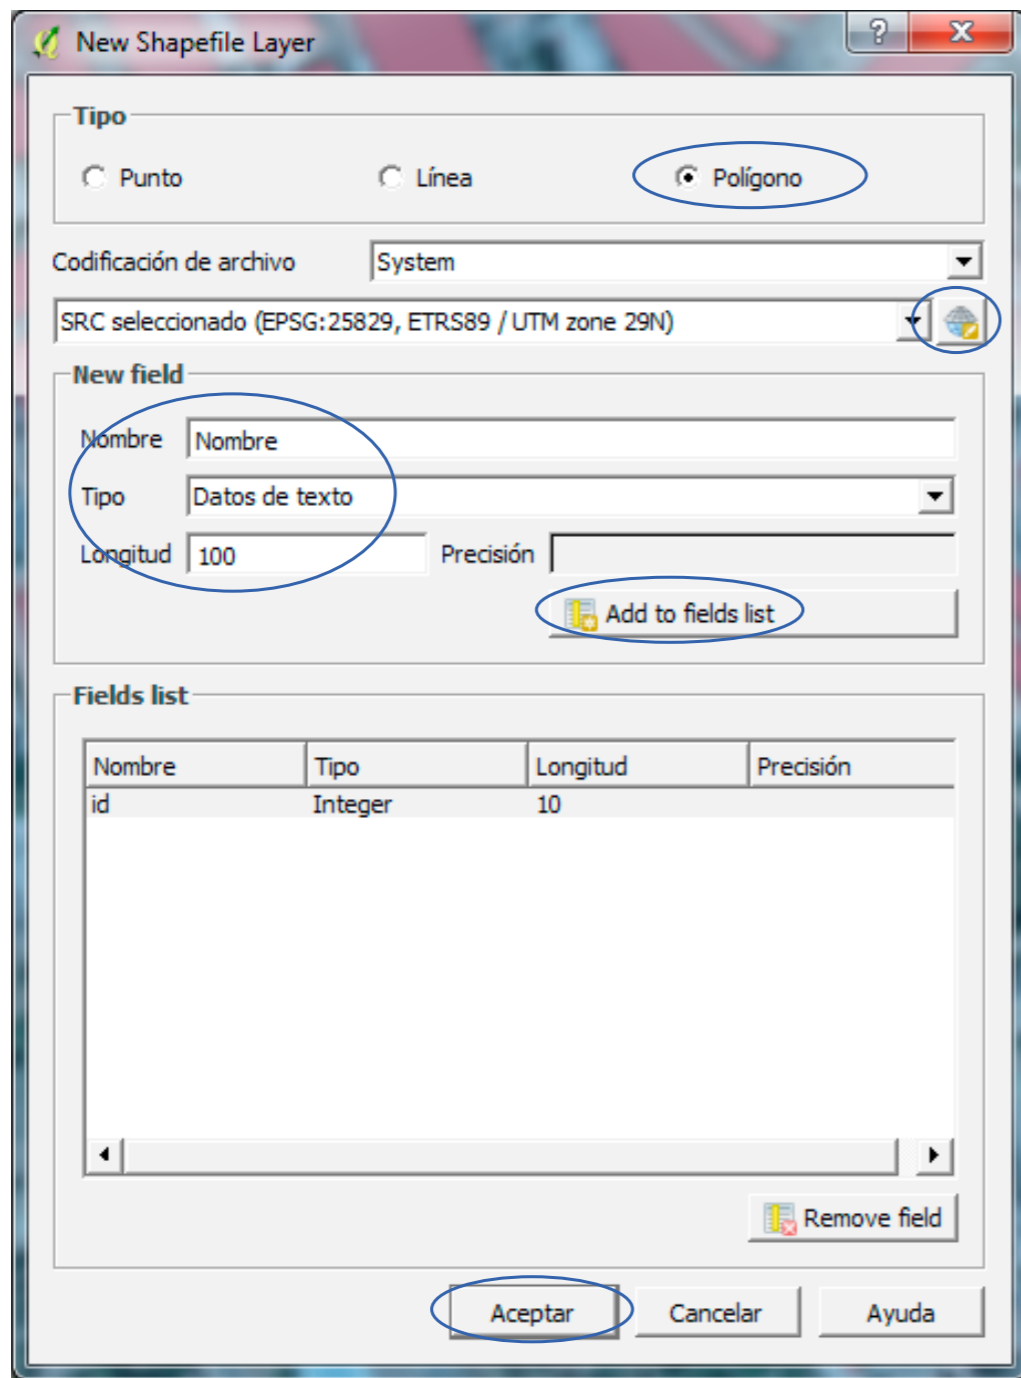 New Shapefile Layer
Tipo
Punto Línea Polígono
Codificación de archivo System
SRC seleccionado (EPSG:25829, ETRS89 / UTM zone 29N)
New field
Nombre Nombre
Tipo Datos de texto
Longitud 100 Precisión
Add to fields list
Fields list
Nombre Tipo Longitud Precisión
id Integer 10
Remove field
Aceptar Cancelar Ayuda